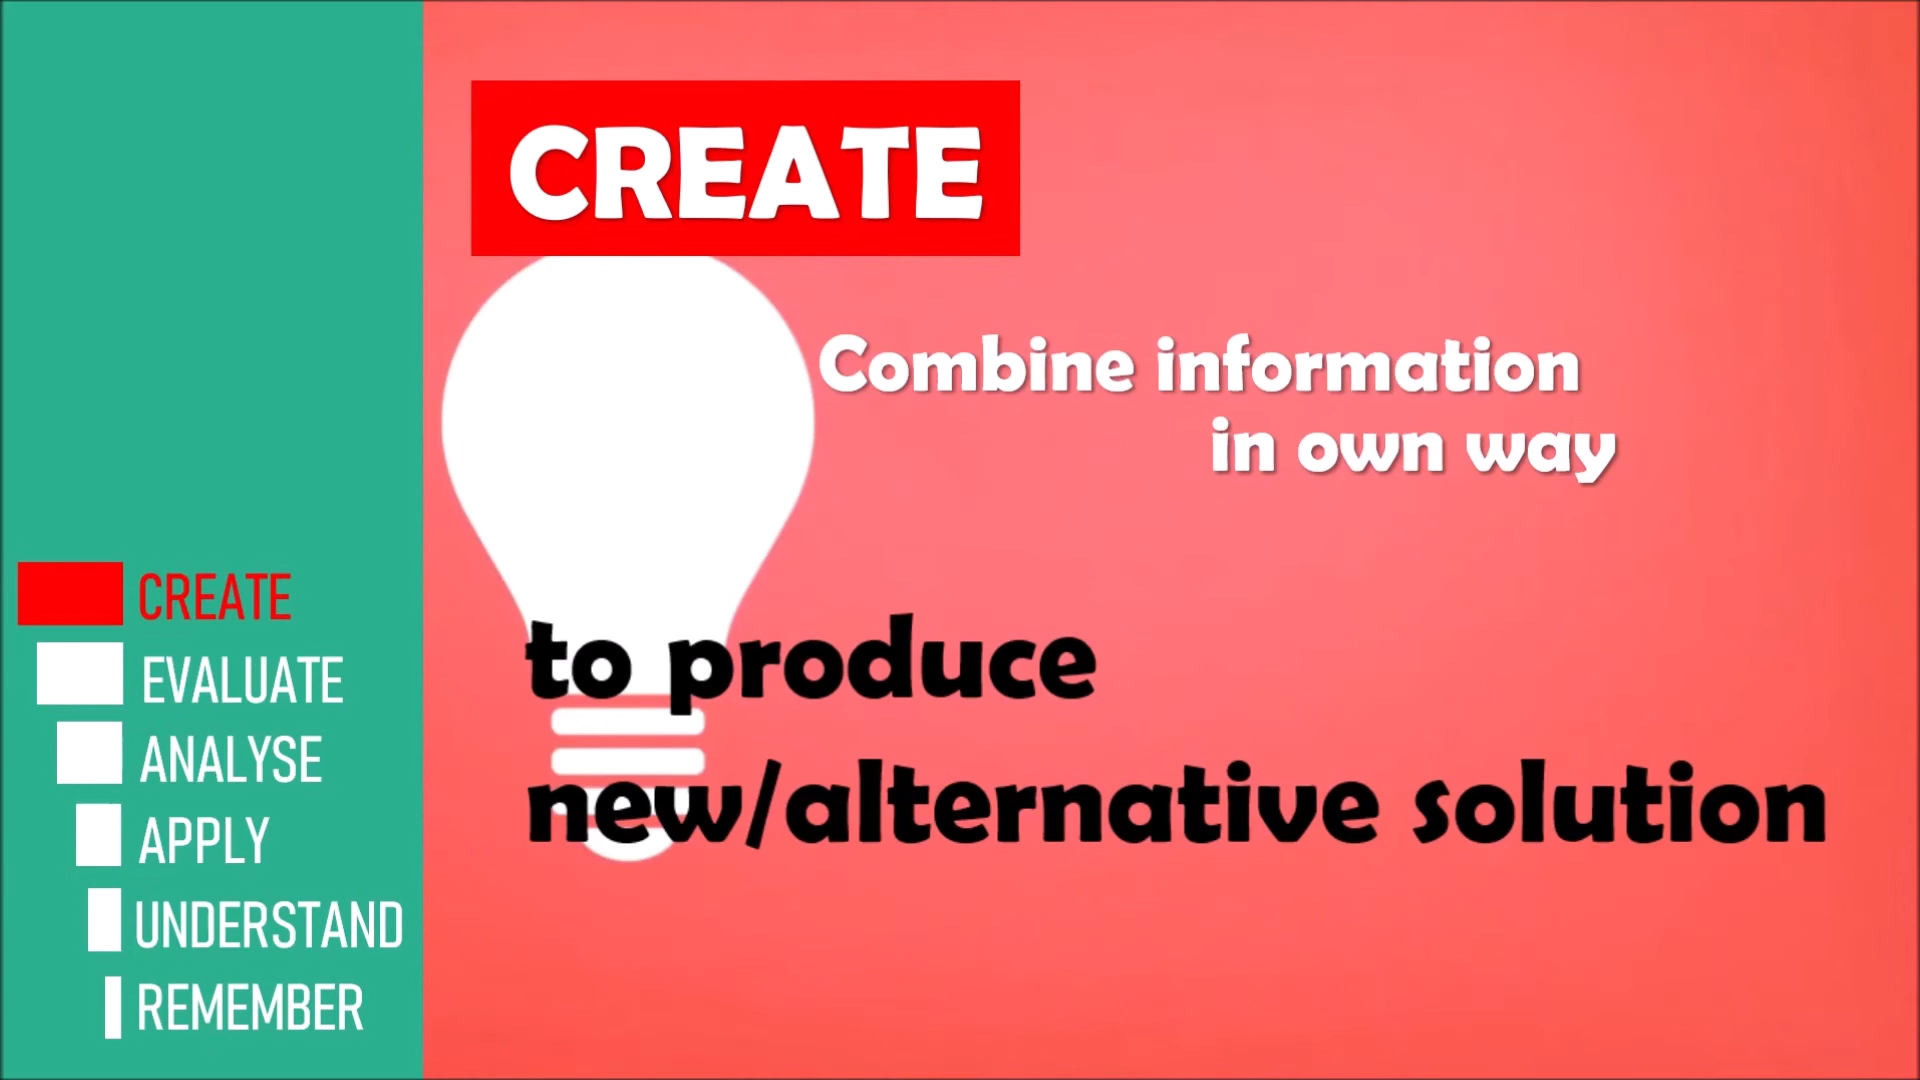 CREATE
Combine information
in own way
to produce
new/alternative solution
CREATE
EVALUATE
ANALYSE
APPLY
UNDERSTAND
REMEMBER